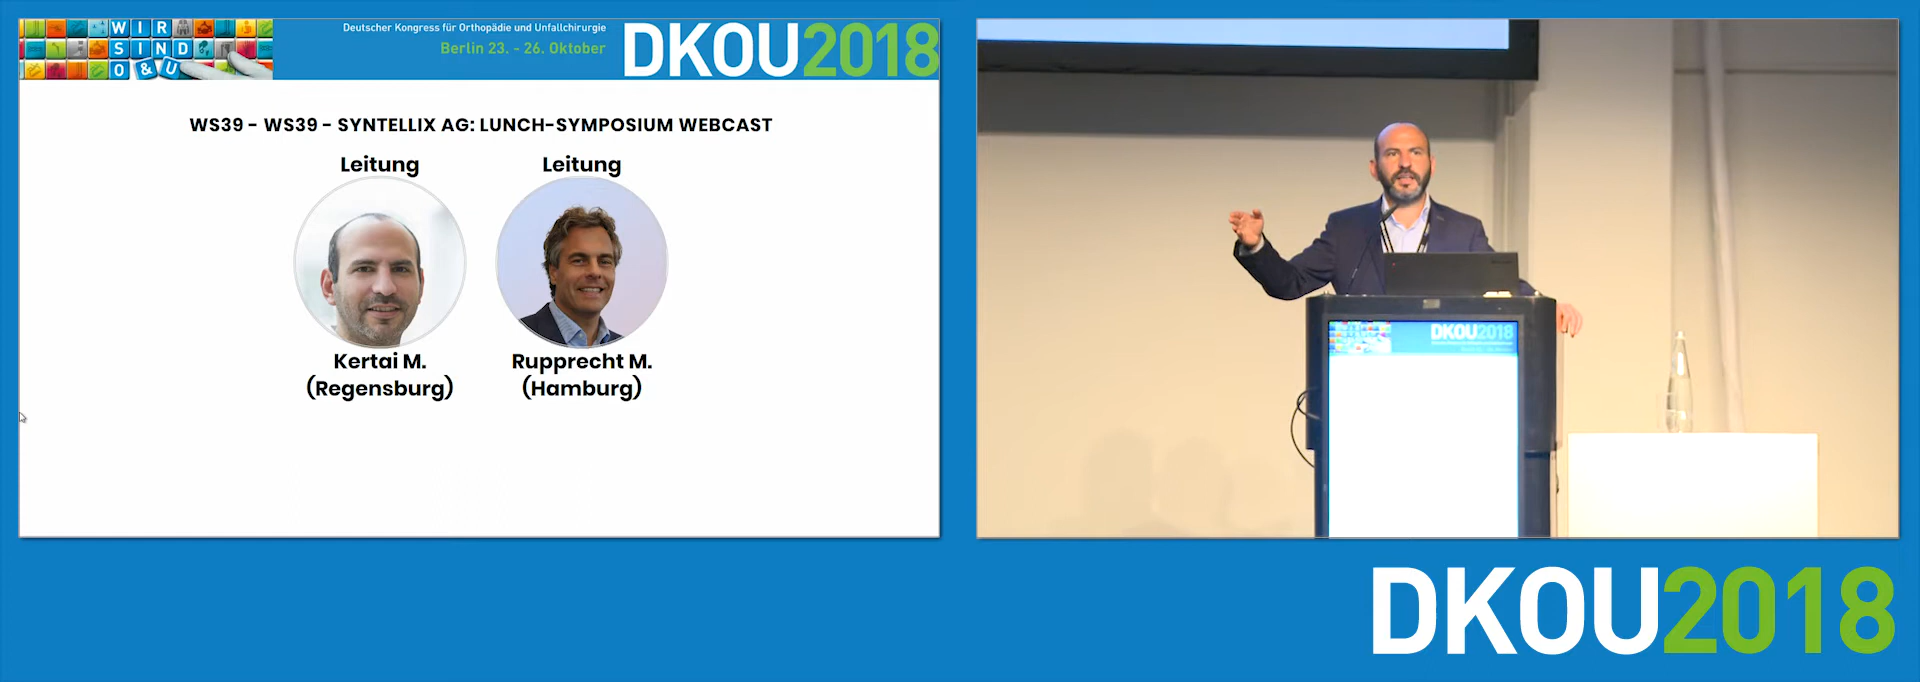 WIR
SIND
O&U
Deutscher Kongress für Orthopädie und Unfallchirurgie
Berlin 23. - 26. Oktober
DKOU2018
WS39 - WS39 - SYNTELLIX AG: LUNCH-SYMPOSIUM WEBCAST
Leitung
Leitung
Kertai M.
(Regensburg)
Rupprecht M.
(Hamburg)
DKOU2018
DKOU2018